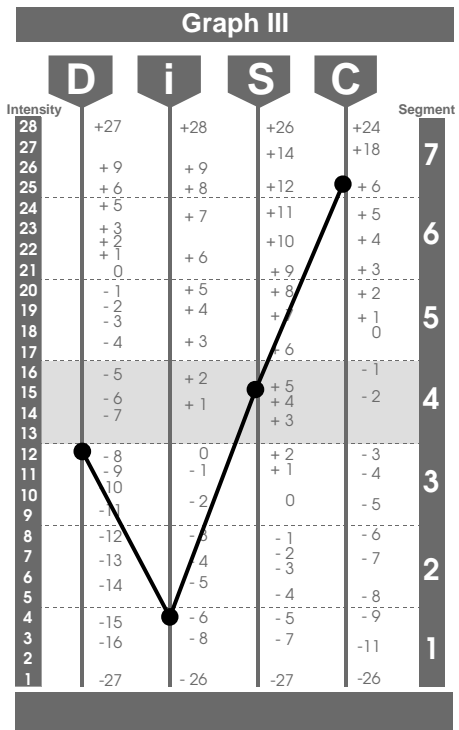 Graph III
D i S C
Intensity Segment
28 +27 +28 +26 +24
27 +14 +18 7
26 + 9 + 9
25 + 6 + 8 +12 + 6
24 + 5 + 7 +11 + 5
23 + 3 6
+ 2 +10 + 4
22 + 1 + 6
21 0 + 9 + 3
20 - 1 + 5 + 8 + 2
19 - 2 + 4 + 1 5
18 - 3 0
17 - 4 + 3 + 6
16 - 5 + 2 - 1
15 - 6 + 1 + 5 - 2 4
14 - 7 + 4
13 + 3
12 - 8 0 + 2 - 3
11 - 9 - 1 + 1 - 4 3
10 -10 - 2 0
9 -11 - 5
8 -12 - 1 - 6
7 -13 - 4 - 2 - 7 2
6 -14 - 5 - 3
5 - 4 - 8
4 -15 - 6 - 5 - 9
3 -16 - 8 - 7 -11 1
2
1 -27 - 26 -27 -26